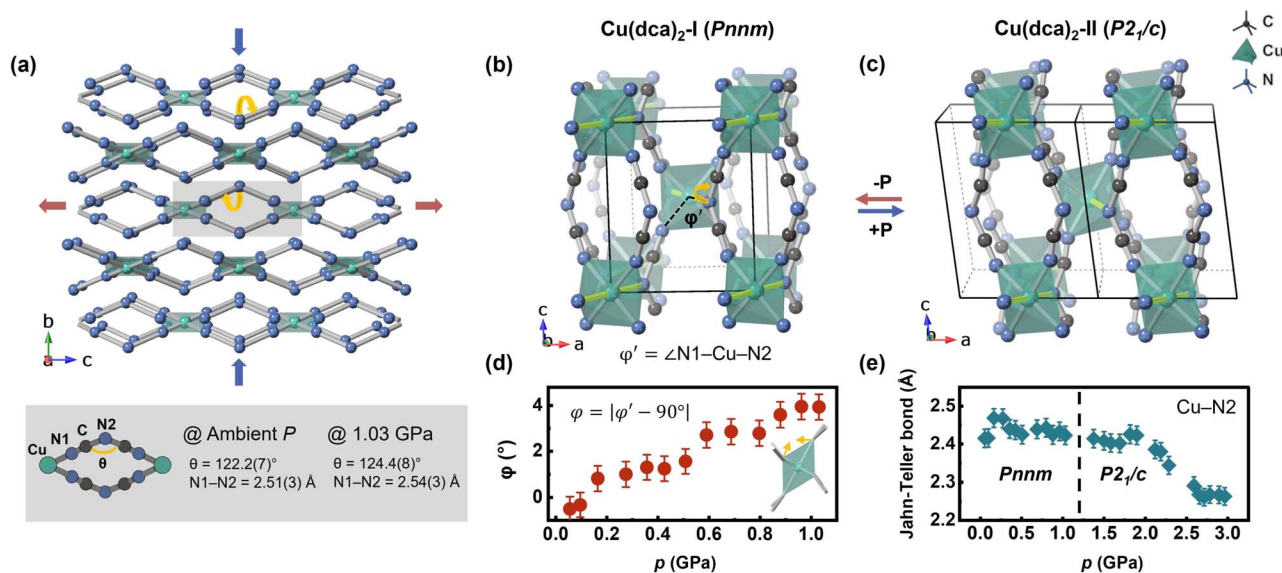 (a)
b
a
c
Cu
N1
C
N2
θ
@ Ambient P
θ = 122.2(7)°
N1–N2 = 2.51(3) Å
@ 1.03 GPa
θ = 124.4(8)°
N1–N2 = 2.54(3) Å
Cu(dca)₂-I (Pnnm)
(b)
φ
c
b
a
φ′ = ∠N1–Cu–N2
-P
+P
Cu(dca)₂-II (P2₁/c)
(c)
C
Cu
N
c
b
a
(d)
φ = |φ′ − 90°|
φ (°)
4
2
0
0.0 0.2 0.4 0.6 0.8 1.0
p (GPa)
(e)
Cu–N2
Jahn-Teller bond (Å)
2.5
2.4
2.3
2.2
Pnnm
P2₁/c
0.0 0.5 1.0 1.5 2.0 2.5 3.0
p (GPa)